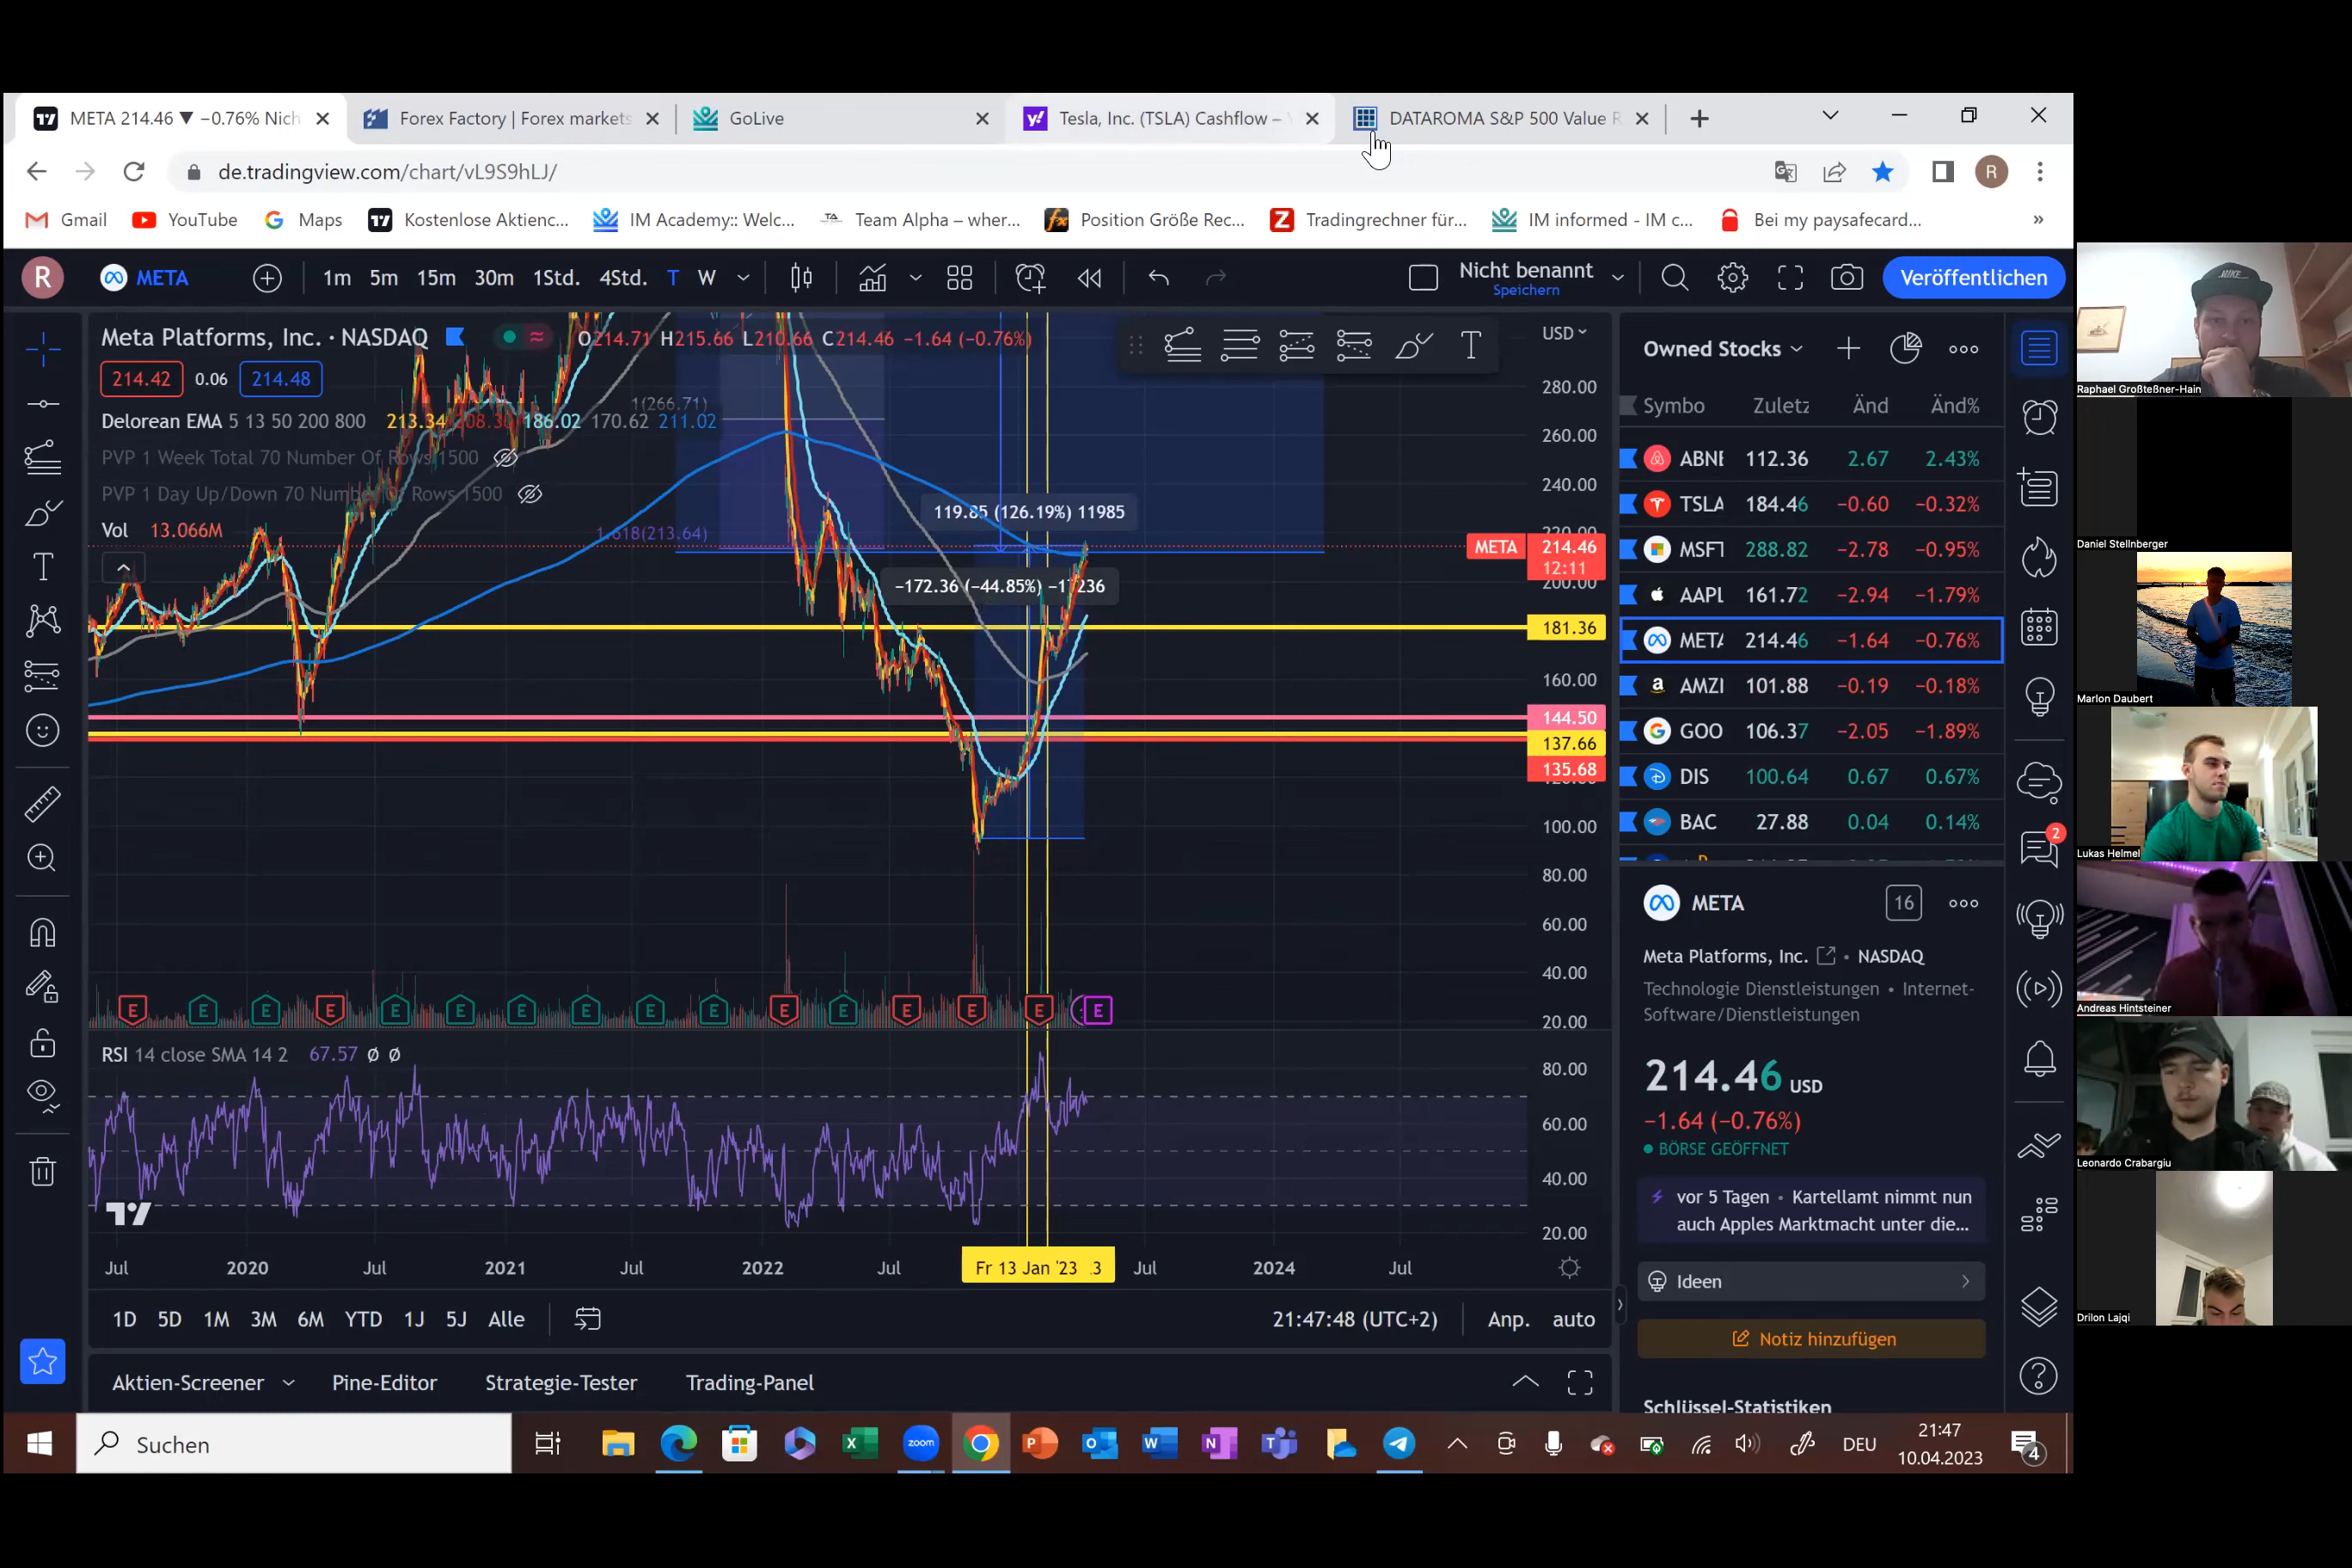 META 214.46 ▼ −0.76% Nich
Forex Factory | Forex markets
GoLive
Tesla, Inc. (TSLA) Cashflow –
DATAROMA S&P 500 Value R
de.tradingview.com/chart/vL9S9hLJ/
R
Gmail
YouTube
Maps
Kostenlose Aktienc...
IM Academy:: Welc...
Team Alpha – wher...
Position Größe Rec...
Tradingrechner für...
IM informed - IM c...
Bei my paysafecard...
»
R
META
1m 5m 15m 30m 1Std. 4Std. T W
Nicht benannt
Speichern
Veröffentlichen
Meta Platforms, Inc. · NASDAQ
O214.71 H215.66 L210.66 C214.46 −1.64 (−0.76%)
214.42 0.06 214.48
Delorean EMA 5 13 50 200 800 213.34 208.30 186.02 170.62 211.02
PVP 1 Week Total 70 Number Of Rows 1500
PVP 1 Day Up/Down 70 Number Of Rows 1500
Vol 13.066M
1(266.71)
1.618(213.64)
119.85 (126.19%) 11985
−172.36 (−44.85%) −17236
USD
280.00
260.00
240.00
220.00
META 214.46
12:11
200.00
181.36
160.00
144.50
137.66
135.68
100.00
80.00
60.00
40.00
20.00
E E E E E E E E E E E E E E E E
RSI 14 close SMA 14 2 67.57 ø ø
80.00
60.00
40.00
20.00
Jul 2020 Jul 2021 Jul 2022 Jul Fr 13 Jan '23 .3 Jul 2024 Jul
1D 5D 1M 3M 6M YTD 1J 5J Alle
21:47:48 (UTC+2)
Anp. auto
Aktien-Screener
Pine-Editor
Strategie-Tester
Trading-Panel
Owned Stocks
Symbo Zuletz Änd Änd%
ABNE 112.36 2.67 2.43%
TSLA 184.46 −0.60 −0.32%
MSFT 288.82 −2.78 −0.95%
AAPL 161.72 −2.94 −1.79%
META 214.46 −1.64 −0.76%
AMZI 101.88 −0.19 −0.18%
GOO 106.37 −2.05 −1.89%
DIS 100.64 0.67 0.67%
BAC 27.88 0.04 0.14%
META
16
Meta Platforms, Inc. • NASDAQ
Technologie Dienstleistungen • Internet-
Software/Dienstleistungen
214.46 USD
−1.64 (−0.76%)
BÖRSE GEÖFFNET
vor 5 Tagen • Kartellamt nimmt nun
auch Apples Marktmacht unter die...
Ideen
Notiz hinzufügen
Schlüssel-Statistiken
2
Suchen
zoom
DEU
21:47
10.04.2023
4
Raphael Großteßner-Hain
Daniel Stellnberger
Marlon Daubert
Lukas Helmel
Andreas Hintsteiner
Leonardo Crabargiu
Drilon Lajqi
NIKE